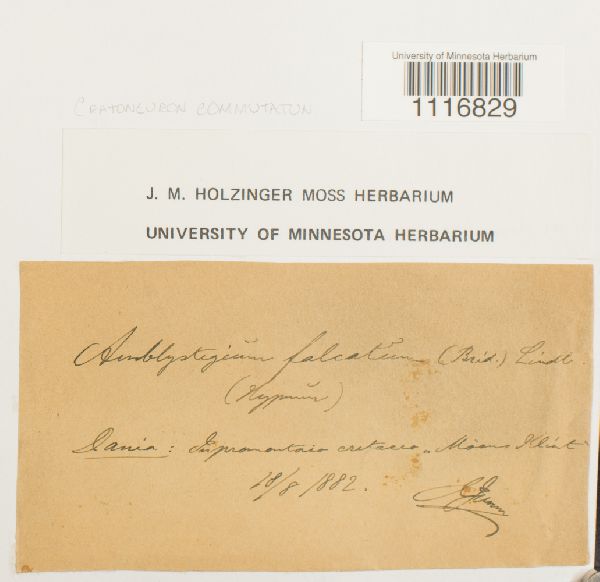 University of Minnesota Herbarium
1116829
CRATONEURON COMMUTATUM
J. M. HOLZINGER MOSS HERBARIUM
UNIVERSITY OF MINNESOTA HERBARIUM
Amblystegium falcatum (Brid.) Lindb.
(Hypnum)
Dania: In promontorio cretaceo "Möens Klint"
18/8 1882.